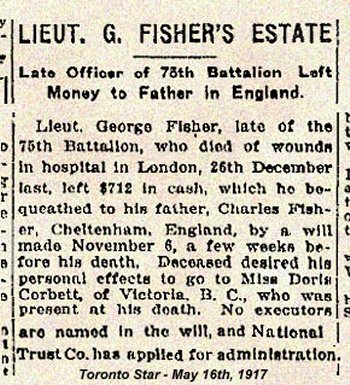 LIEUT. G. FISHER'S ESTATE
Late Officer of 75th Battalion Left
Money to Father in England.
Lieut. George Fisher, late of the
75th Battalion, who died of wounds
in hospital in London, 26th December
last, left $712 in cash, which he be-
queathed to his father, Charles Fish-
er, Cheltenham, England, by a will
made November 6, a few weeks be-
fore his death. Deceased desired his
personal effects to go to Miss Doris
Corbett, of Victoria, B. C., who was
present at his death. No executors
are named in the will, and National
Trust Co. has applied for administration.
Toronto Star - May 16th, 1917